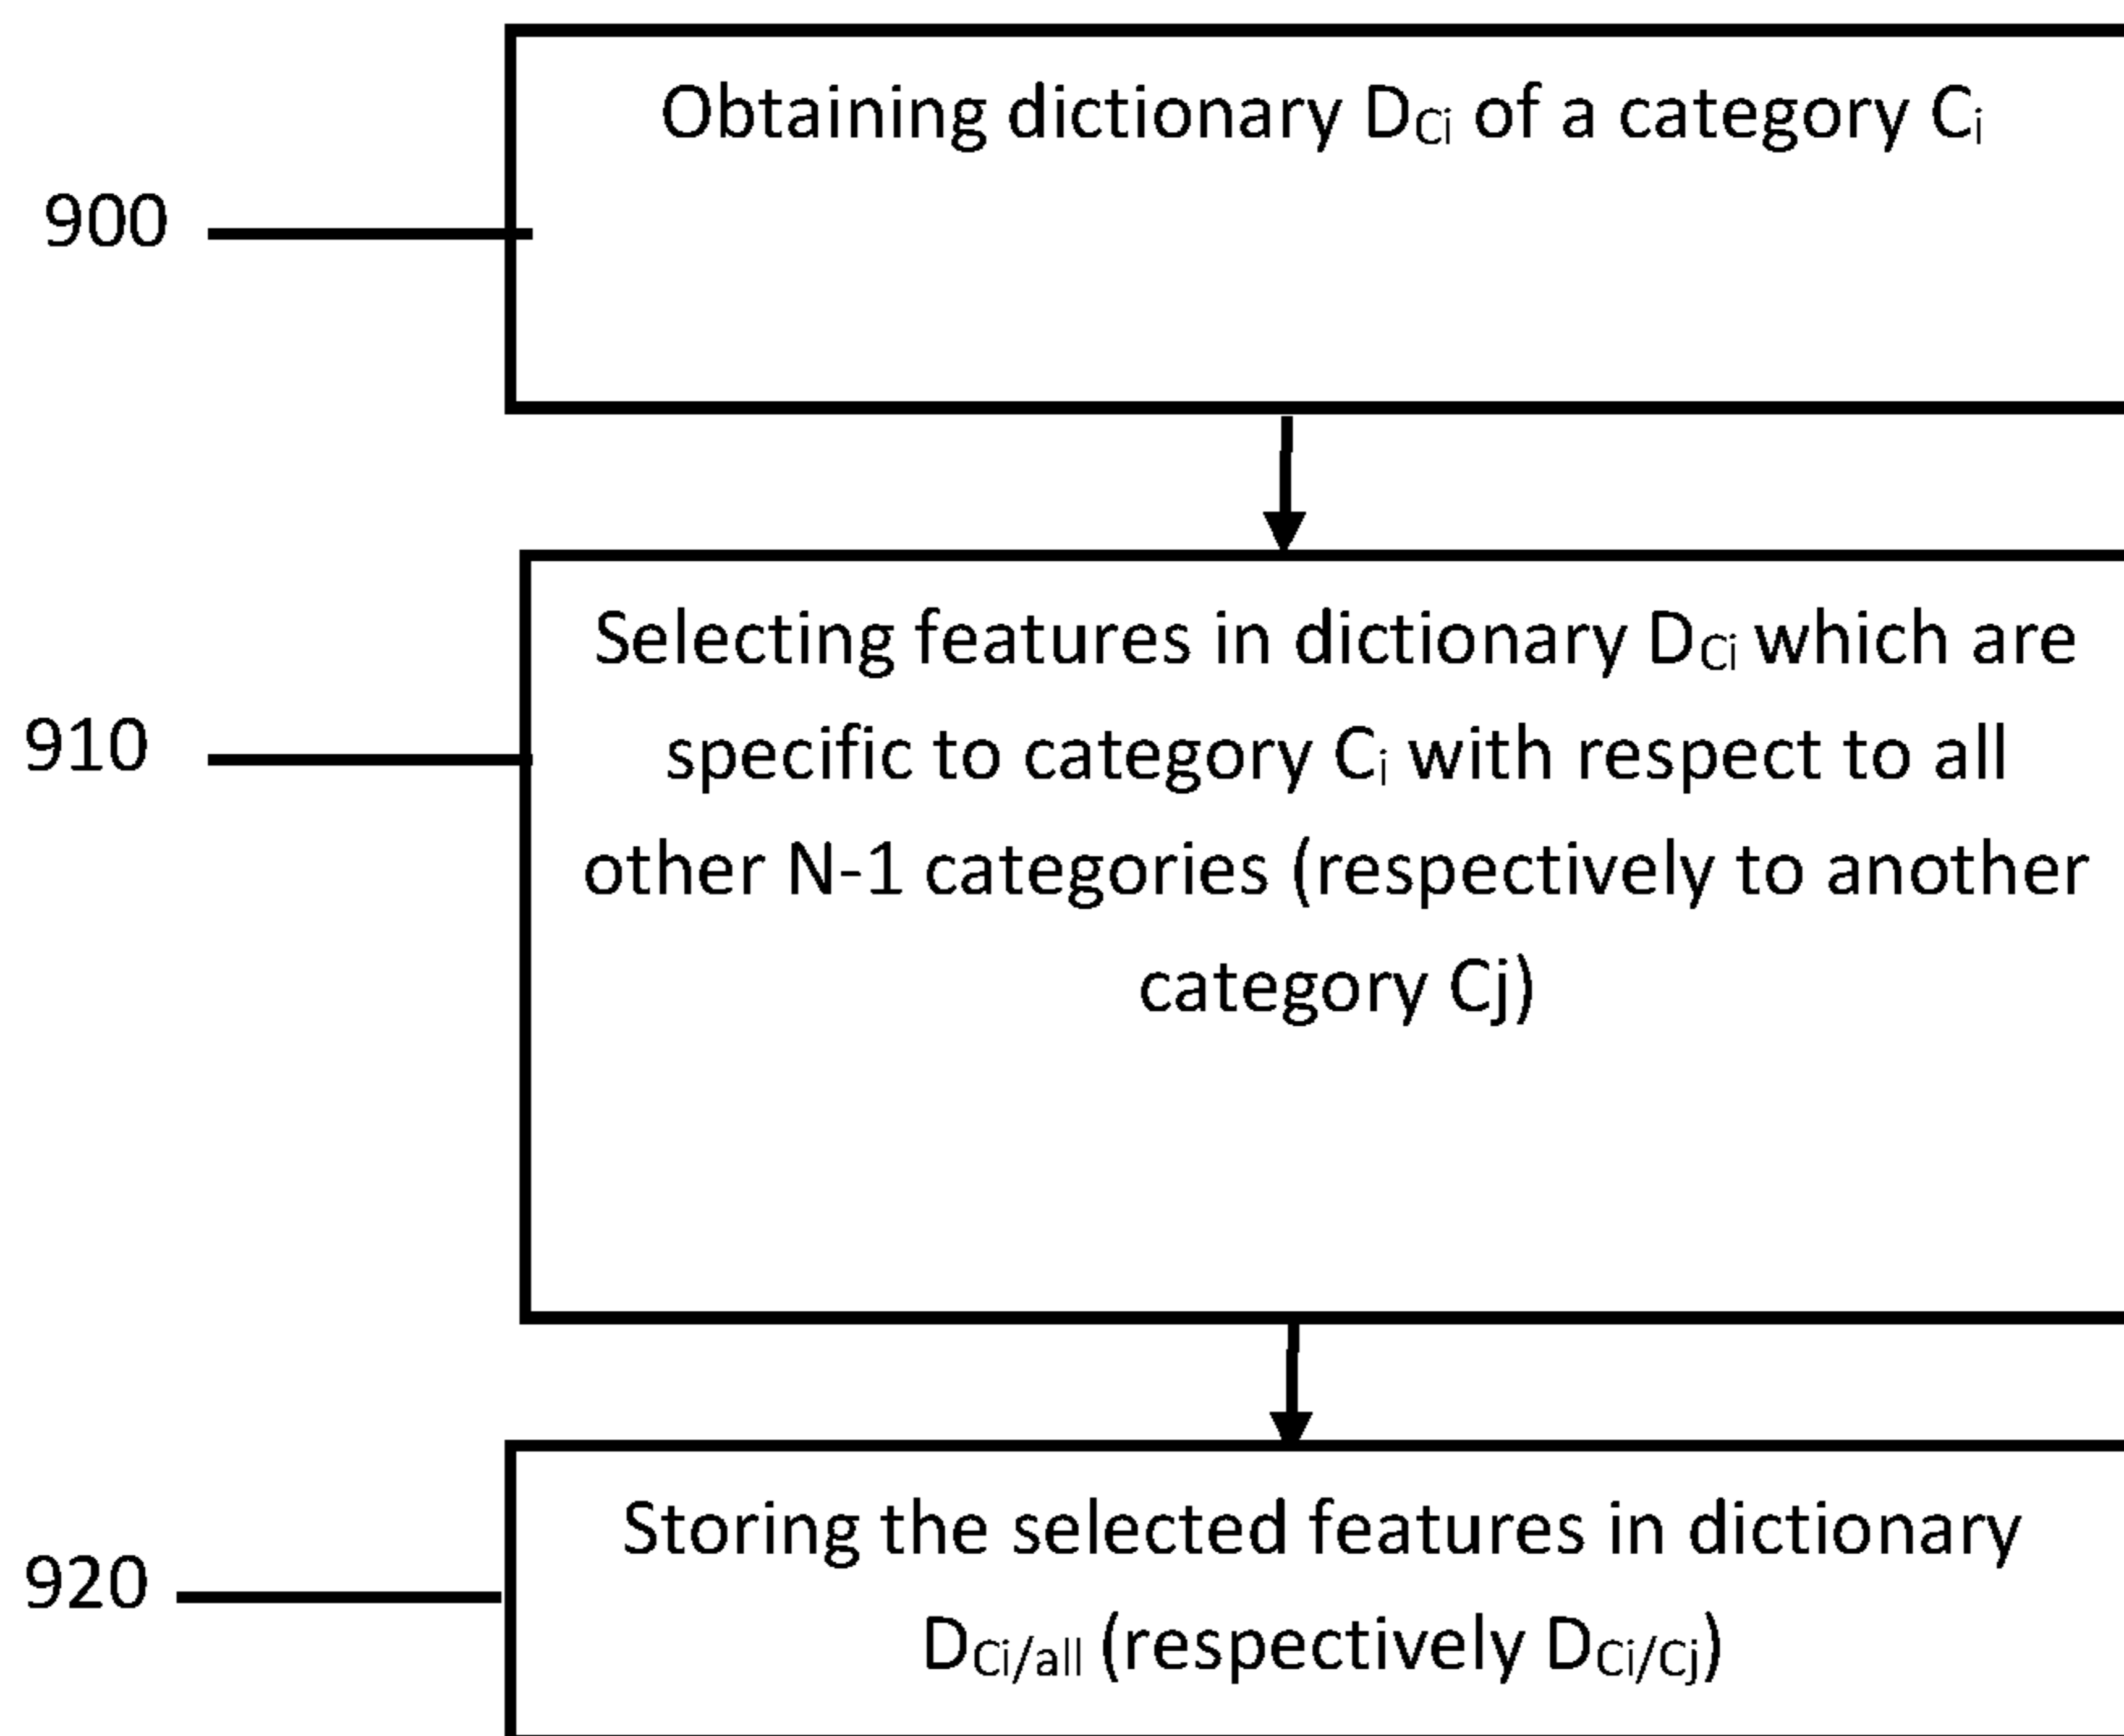 Obtaining dictionary DCi of a category Ci
900
Selecting features in dictionary DCi which are
specific to category Ci with respect to all
910
other N-1 categories (respectively to another
category Cj)
Storing the selected features in dictionary
920
DCi/all (respectively DCi/Cj)